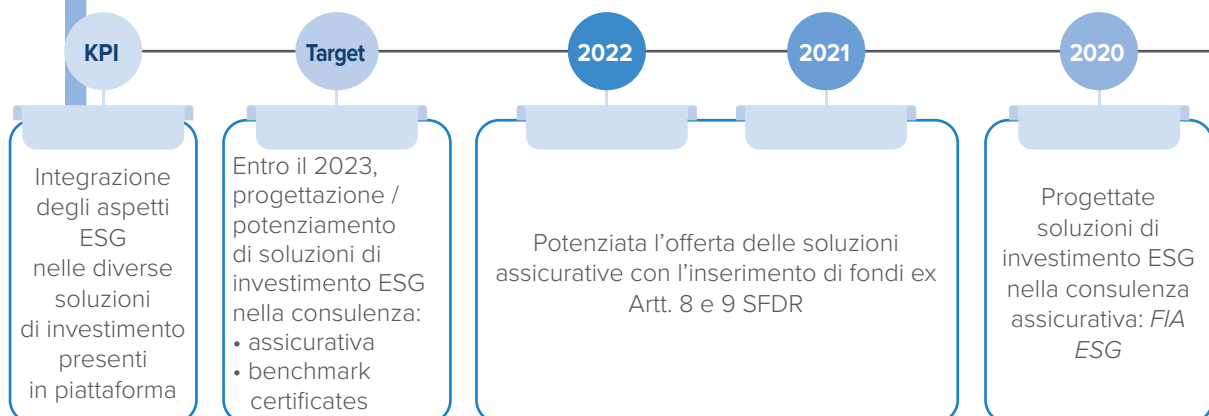 KPI
Target
2022
2021
2020
Integrazione
degli aspetti
ESG
nelle diverse
soluzioni
di investimento
presenti
in piattaforma
Entro il 2023,
progettazione /
potenziamento
di soluzioni di
investimento ESG
nella consulenza:
• assicurativa
• benchmark
certificates
Potenziata l’offerta delle soluzioni
assicurative con l’inserimento di fondi ex
Artt. 8 e 9 SFDR
Progettate
soluzioni di
investimento ESG
nella consulenza
assicurativa: FIA
ESG